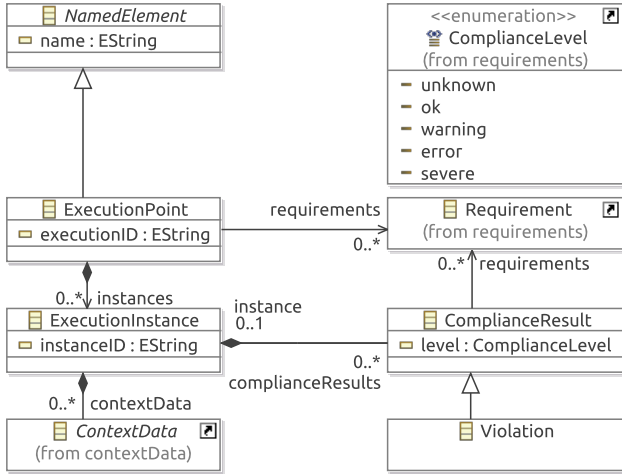 NamedElement
name : EString
<<enumeration>>
ComplianceLevel
(from requirements)
unknown
ok
warning
error
severe
ExecutionPoint
executionID : EString
requirements
0..*
Requirement
(from requirements)
0..* instances
0..* requirements
ExecutionInstance
instanceID : EString
instance
0..1
0..*
complianceResults
ComplianceResult
level : ComplianceLevel
0..* contextData
ContextData
(from contextData)
Violation